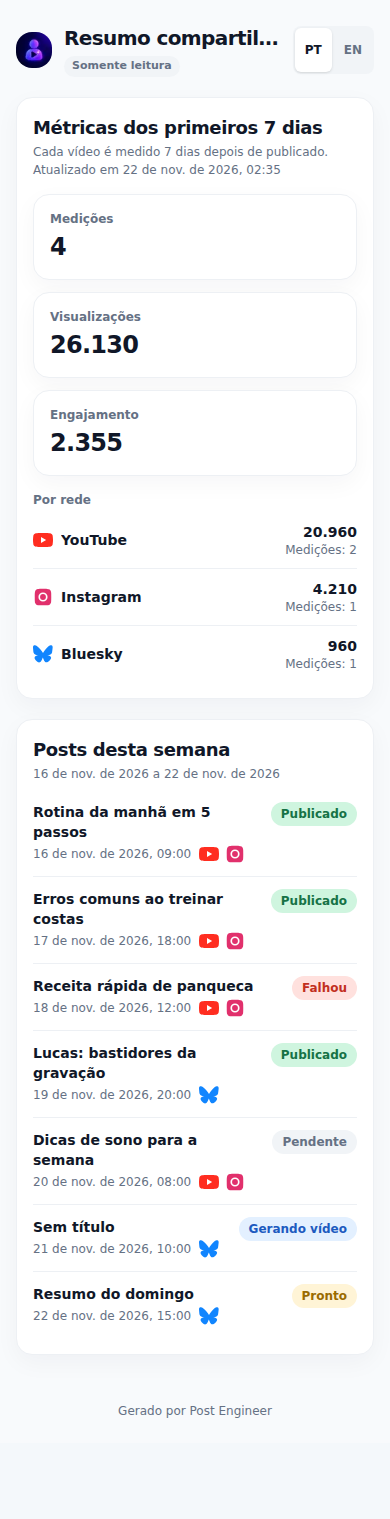 Resumo compartil...
Somente leitura
PT
EN
Métricas dos primeiros 7 dias
Cada vídeo é medido 7 dias depois de publicado.
Atualizado em 22 de nov. de 2026, 02:35
Medições
4
Visualizações
26.130
Engajamento
2.355
Por rede
YouTube
20.960
Medições: 2
Instagram
4.210
Medições: 1
Bluesky
960
Medições: 1
Posts desta semana
16 de nov. de 2026 a 22 de nov. de 2026
Rotina da manhã em 5
passos
Publicado
16 de nov. de 2026, 09:00
Erros comuns ao treinar
costas
Publicado
17 de nov. de 2026, 18:00
Receita rápida de panqueca
Falhou
18 de nov. de 2026, 12:00
Lucas: bastidores da
gravação
Publicado
19 de nov. de 2026, 20:00
Dicas de sono para a
semana
Pendente
20 de nov. de 2026, 08:00
Sem título
Gerando vídeo
21 de nov. de 2026, 10:00
Resumo do domingo
Pronto
22 de nov. de 2026, 15:00
Gerado por Post Engineer